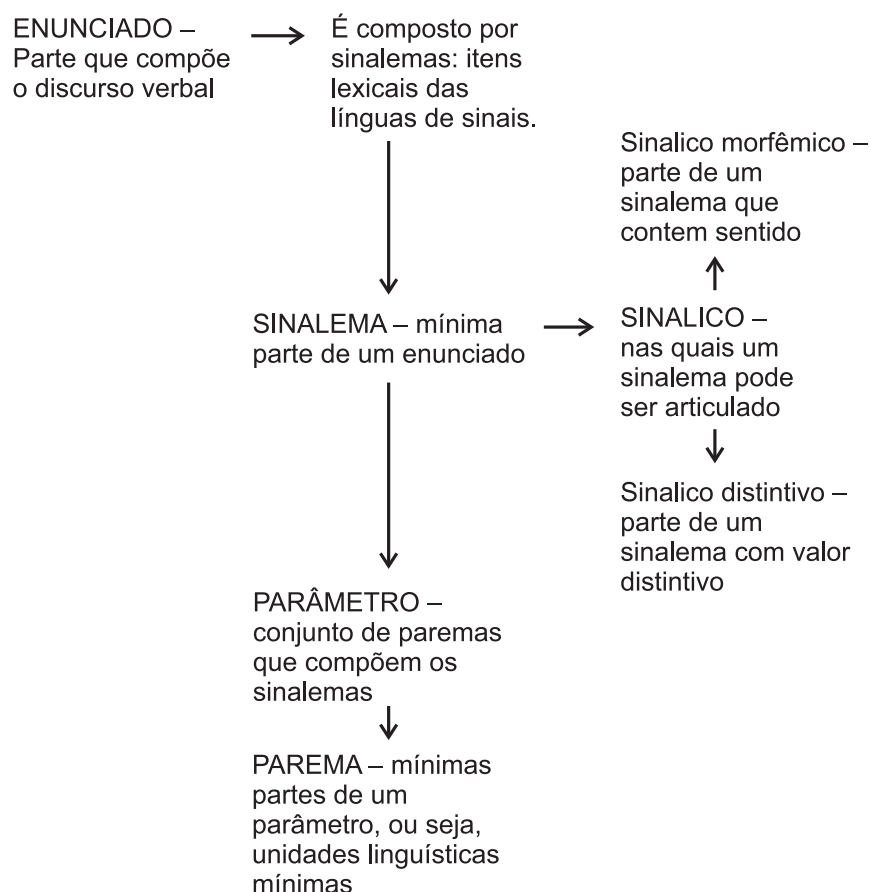 ENUNCIADO –
Parte que compõe
o discurso verbal
É composto por
sinalemas: itens
lexicais das
línguas de sinais.
Sinalico morfêmico –
parte de um
sinalema que
contem sentido
SINALEMA – mínima
parte de um enunciado
SINALICO –
nas quais um
sinalema pode
ser articulado
Sinalico distintivo –
parte de um
sinalema com valor
distintivo
PARÂMETRO –
conjunto de paremas
que compõem os
sinalemas
PAREMA – mínimas
partes de um
parâmetro, ou seja,
unidades linguísticas
mínimas